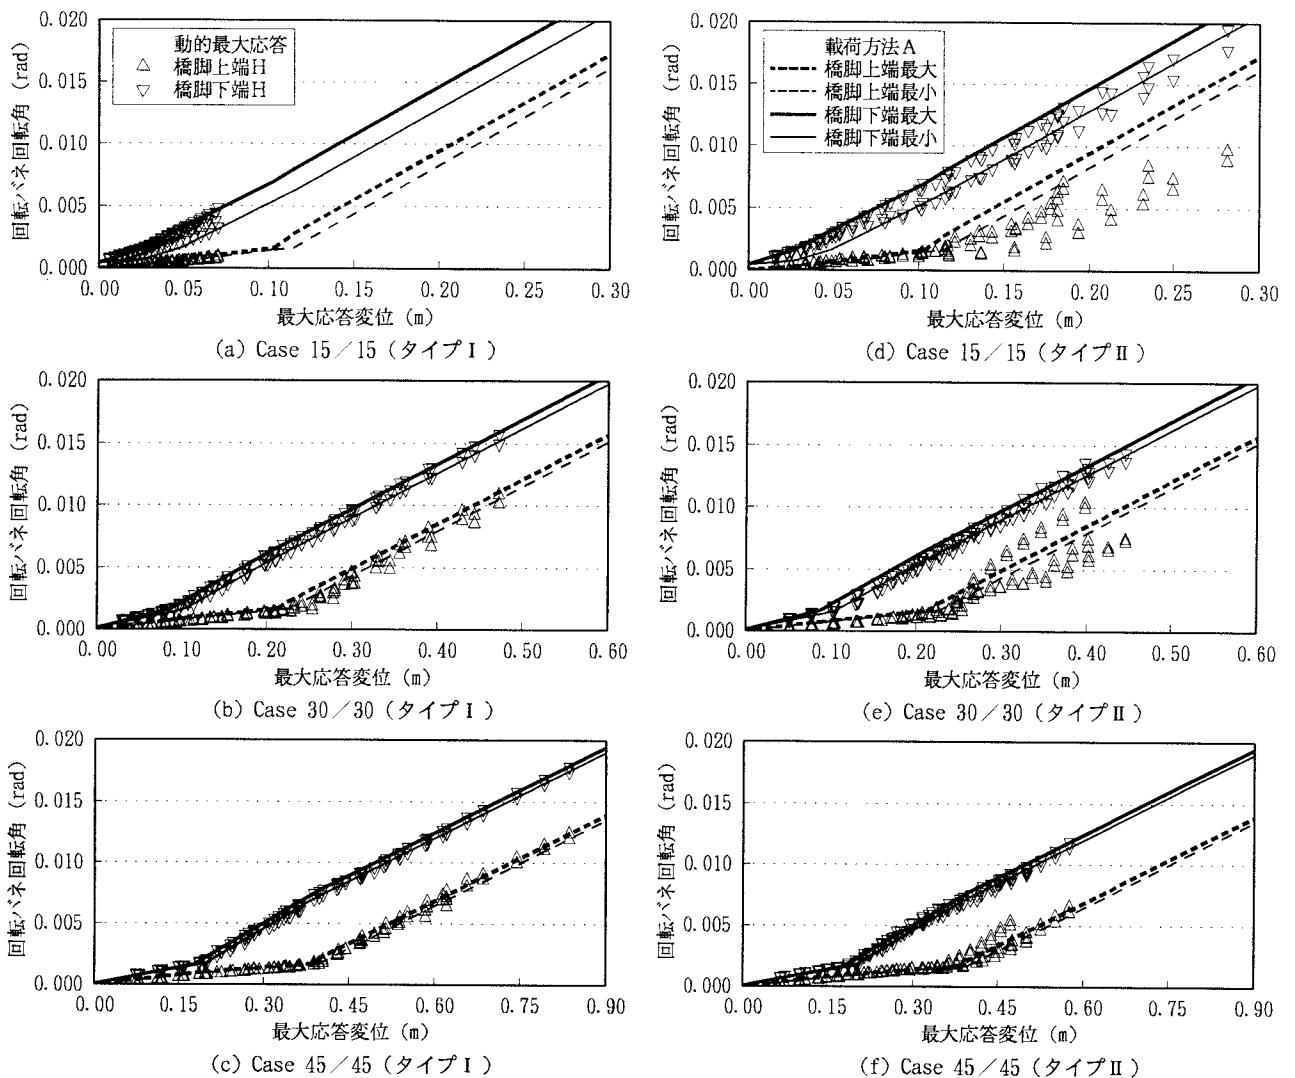 回転バネ回転角 (rad)
0.020
0.015
0.010
0.005
0.000
動的最大応答
△ 橋脚上端H
▽ 橋脚下端H
0.00 0.05 0.10 0.15 0.20 0.25 0.30
最大応答変位 (m)
(a) Case 15／15 (タイプⅠ)
回転バネ回転角 (rad)
0.020
0.015
0.010
0.005
0.000
載荷方法A
橋脚上端最大
橋脚上端最小
橋脚下端最大
橋脚下端最小
0.00 0.05 0.10 0.15 0.20 0.25 0.30
最大応答変位 (m)
(d) Case 15／15 (タイプⅡ)
回転バネ回転角 (rad)
0.020
0.015
0.010
0.005
0.000
0.00 0.10 0.20 0.30 0.40 0.50 0.60
最大応答変位 (m)
(b) Case 30／30 (タイプⅠ)
回転バネ回転角 (rad)
0.020
0.015
0.010
0.005
0.000
0.00 0.10 0.20 0.30 0.40 0.50 0.60
最大応答変位 (m)
(e) Case 30／30 (タイプⅡ)
回転バネ回転角 (rad)
0.020
0.015
0.010
0.005
0.000
0.00 0.15 0.30 0.45 0.60 0.75 0.90
最大応答変位 (m)
(c) Case 45／45 (タイプⅠ)
回転バネ回転角 (rad)
0.020
0.015
0.010
0.005
0.000
0.00 0.15 0.30 0.45 0.60 0.75 0.90
最大応答変位 (m)
(f) Case 45／45 (タイプⅡ)